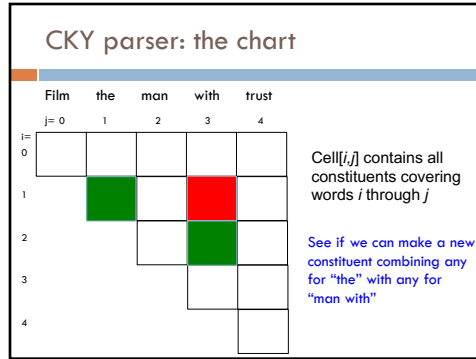 CKY parser: the chart
Film the man with trust
j= 0 1 2 3 4
i=
0
1
2
3
4
Cell[i,j] contains all
constituents covering
words i through j
See if we can make a new
constituent combining any
for “the” with any for
“man with”